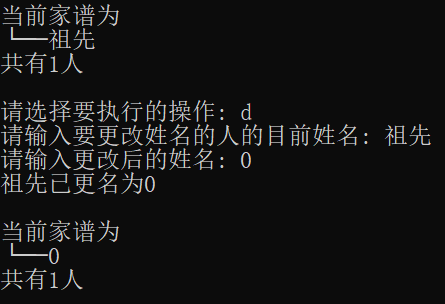 当前家谱为
└──祖先
共有1人
请选择要执行的操作: d
请输入要更改姓名的人的目前姓名: 祖先
请输入更改后的姓名: 0
祖先已更名为0
当前家谱为
└──0
共有1人